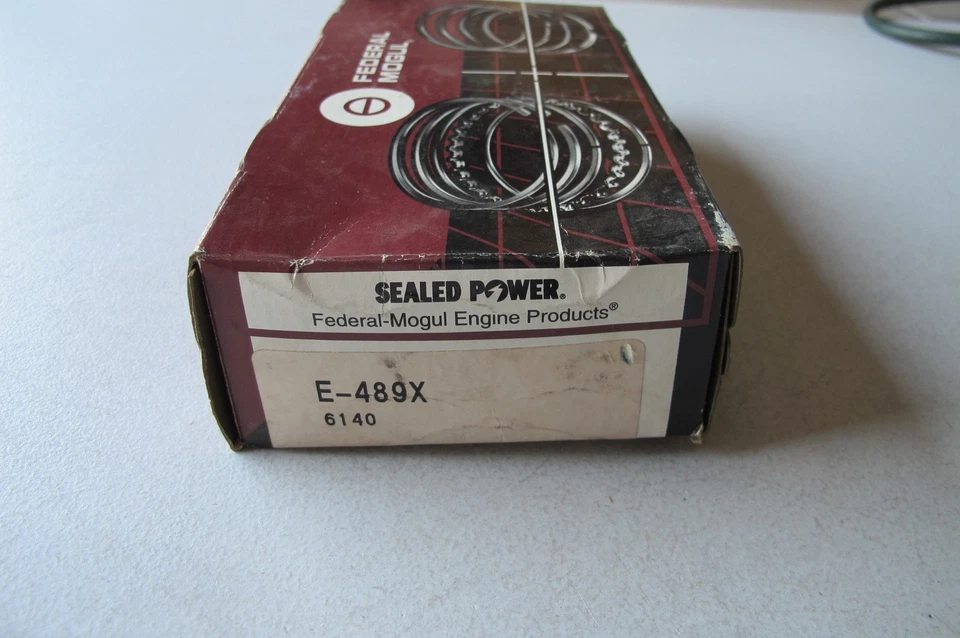 FEDERAL
MOGUL
SEALED POWER®
Federal-Mogul Engine Products®
E-489X
6140